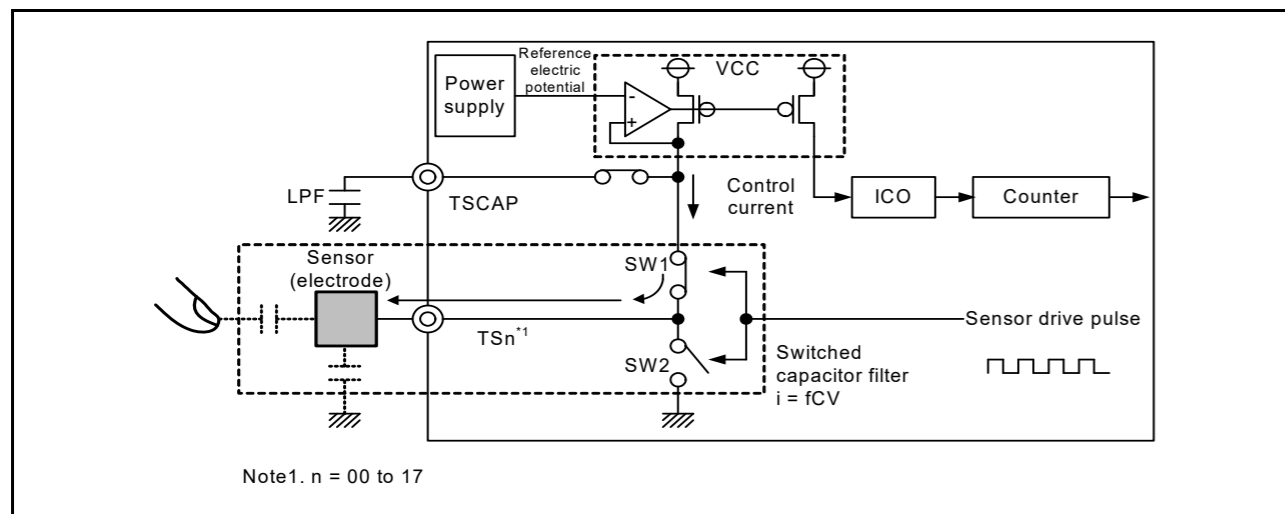 Power
supply
Reference
electric
potential
VCC
-
+
LPF
TSCAP
Control
current
ICO
Counter
Sensor
(electrode)
SW1
TSn*1
SW2
Sensor drive pulse
Switched
capacitor filter
i = fCV
Note1. n = 00 to 17